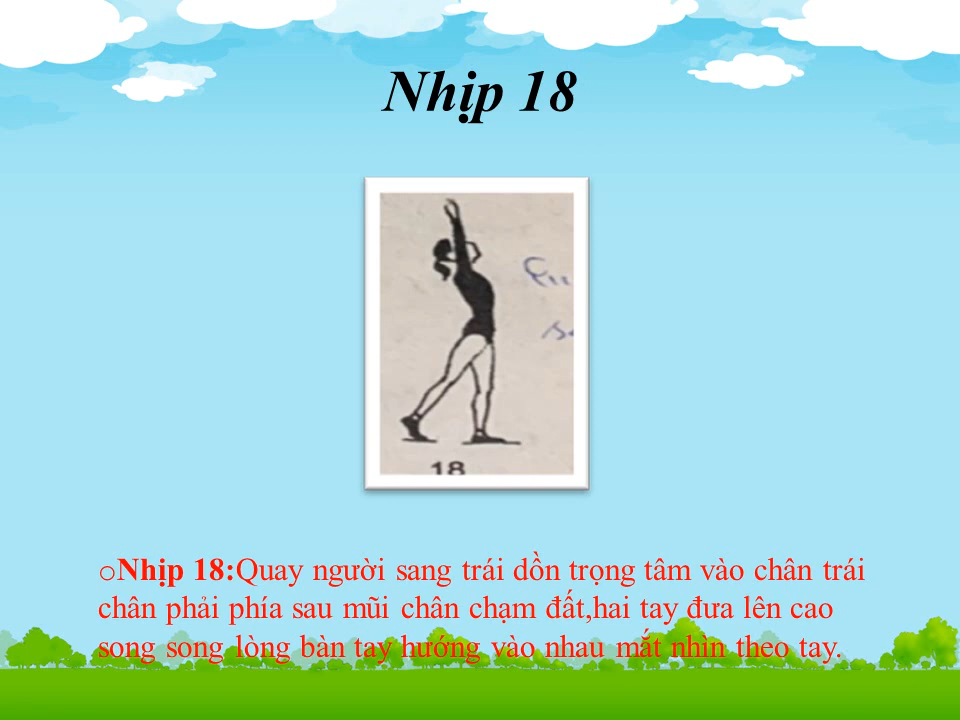 Nhịp 18
18
oNhịp 18:Quay người sang trái dồn trọng tâm vào chân trái
chân phải phía sau mũi chân chạm đất,hai tay đưa lên cao
song song lòng bàn tay hướng vào nhau mắt nhìn theo tay.